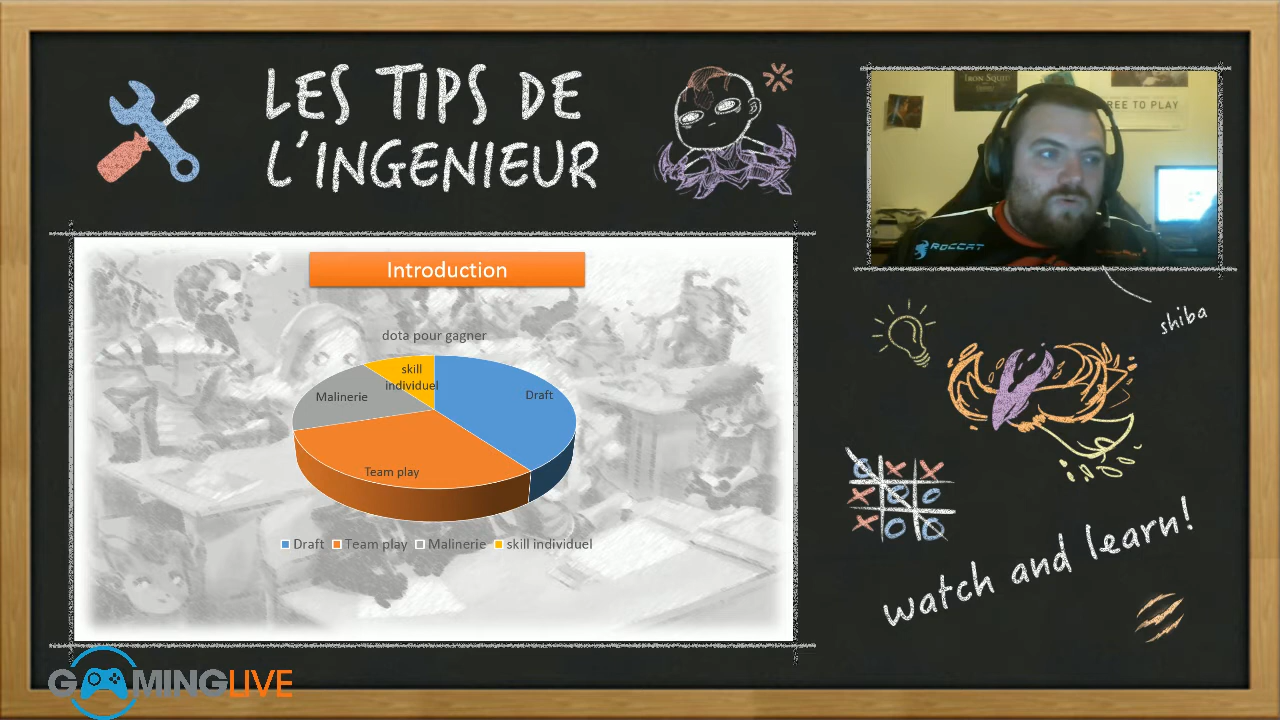 LES TIPS DE
L'INGENIEUR
IRON SQUI
REE TO PLAY
ROCCAT
shiba
Introduction
dota pour gagner
skill
individuel
Draft
Malinerie
Team play
Draft Team play Malinerie skill individuel
watch and learn!
GAMINGLIVE